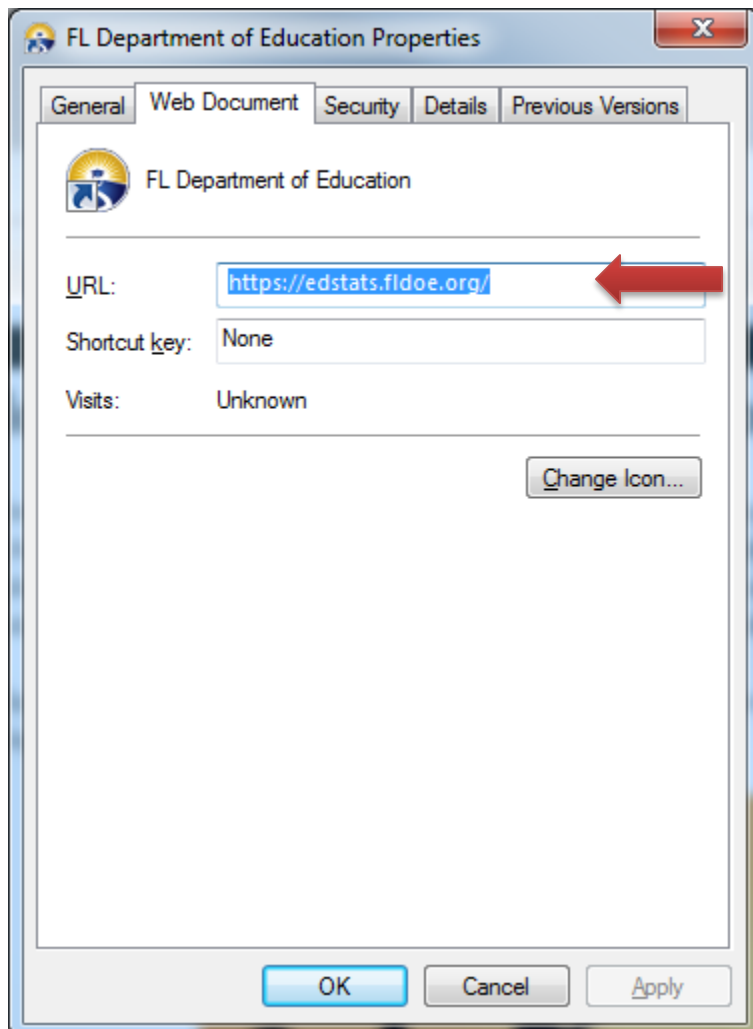 FL Department of Education Properties
General Web Document Security Details Previous Versions
FL Department of Education
URL: https://edstats.fldoe.org/
Shortcut key: None
Visits: Unknown
Change Icon...
OK Cancel Apply